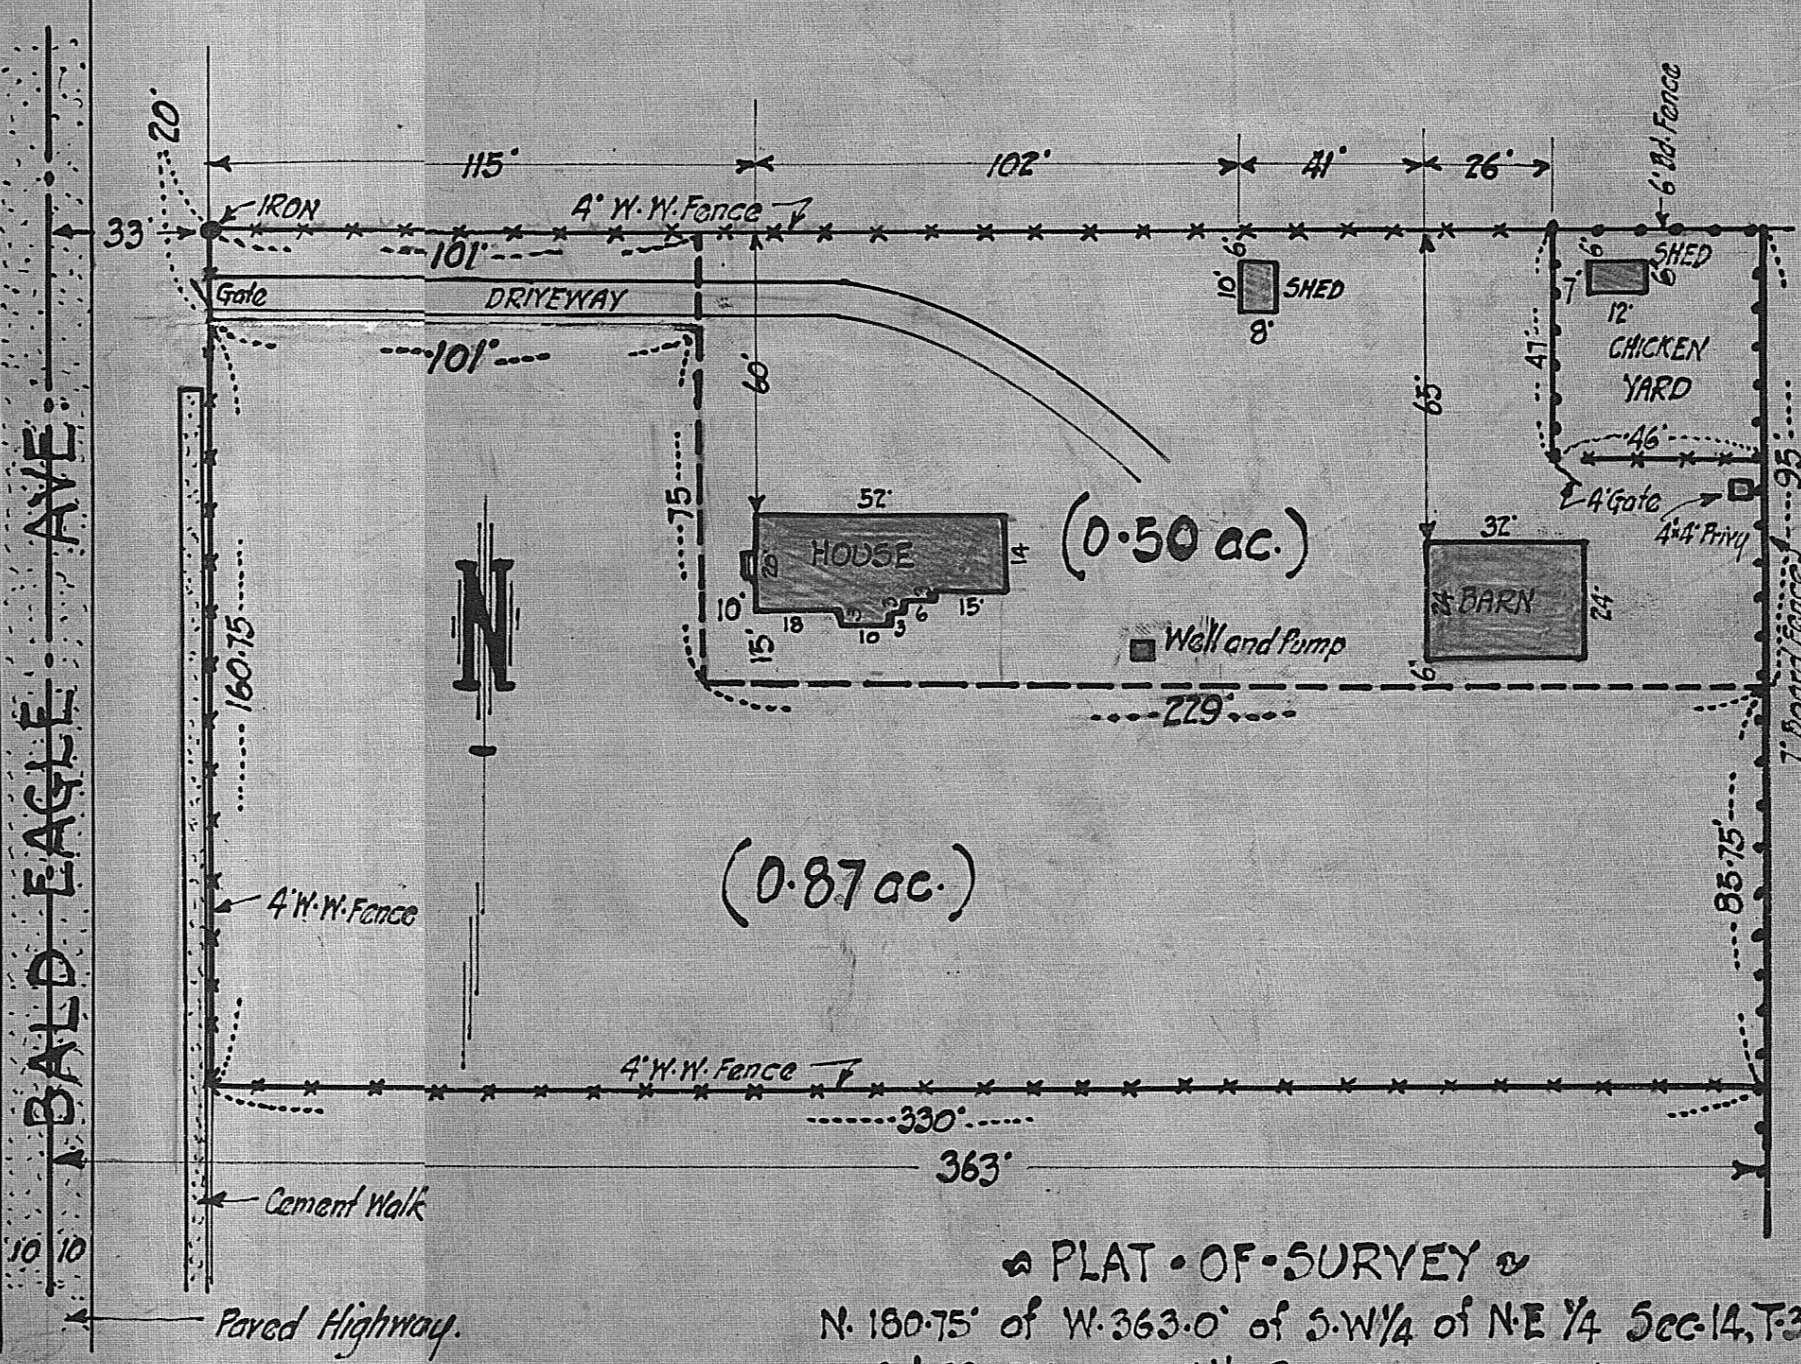 20'
115'
102'
41'
26'
6' Bd. Fence
33'
IRON
4' W.W. Fence
101'
Gate
DRIVEWAY
101'
60'
10'
6'
SHED
8'
65'
47'
7'
6'
SHED
6'
12'
CHICKEN
YARD
46'
4' Gate
4'x4' Privy
95'
7' Board Fence
75
52'
HOUSE
20'
14
10'
15'
18
3
10
3
3
6
15'
(0.50 ac.)
32'
BARN
24
24'
6'
Well and Pump
229'
N
160.75'
BALD EAGLE AVE.
(0.87 ac.)
85.75'
4' W.W. Fence
4' W.W. Fence
330'
363'
Cement Walk
10 10
Paved Highway.
PLAT • OF • SURVEY
N. 180.75' of W. 363.0' of S.W 1/4 of N.E 1/4 Sec. 14, T.3